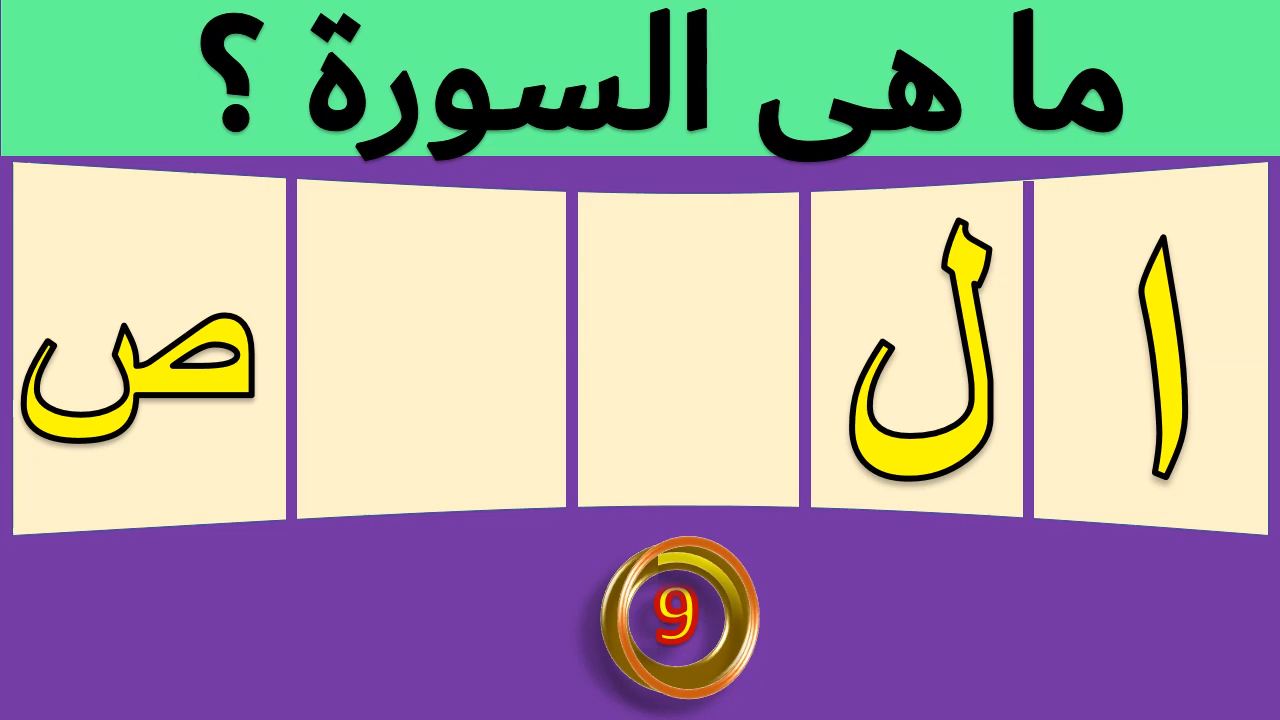 ما هى السورة ؟
ا ل ص
9